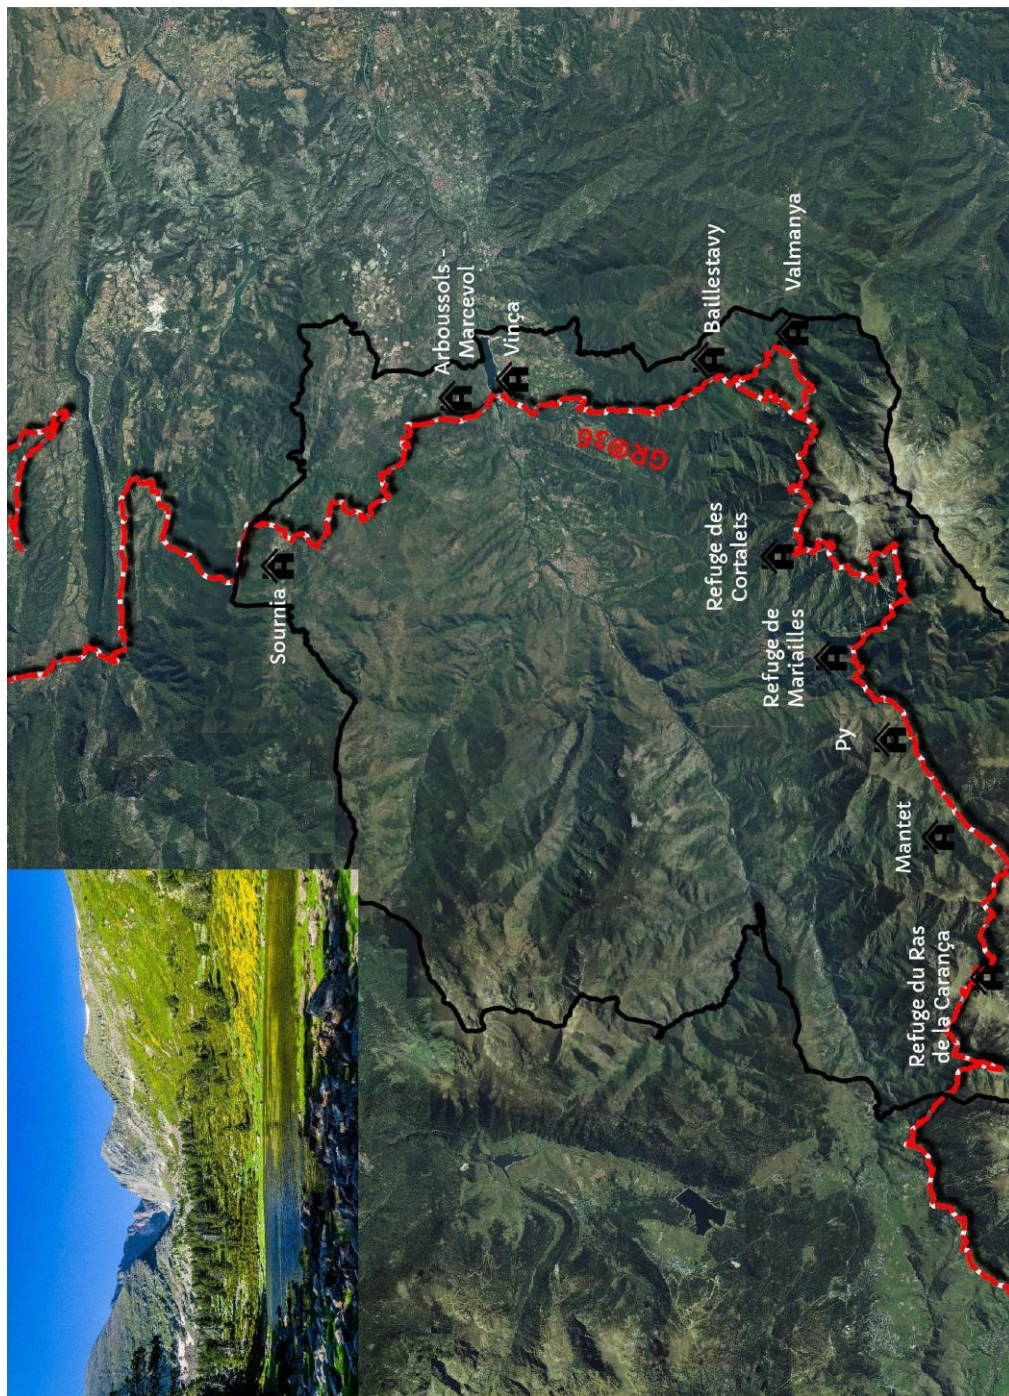 Sournia
Arboussols -
Marcevol
Vinça
GR®36
Baillestavy
Refuge des
Cortalets
Refuge de
Mariailles
Valmanya
Py
Mantet
Refuge du Ras
de la Carança